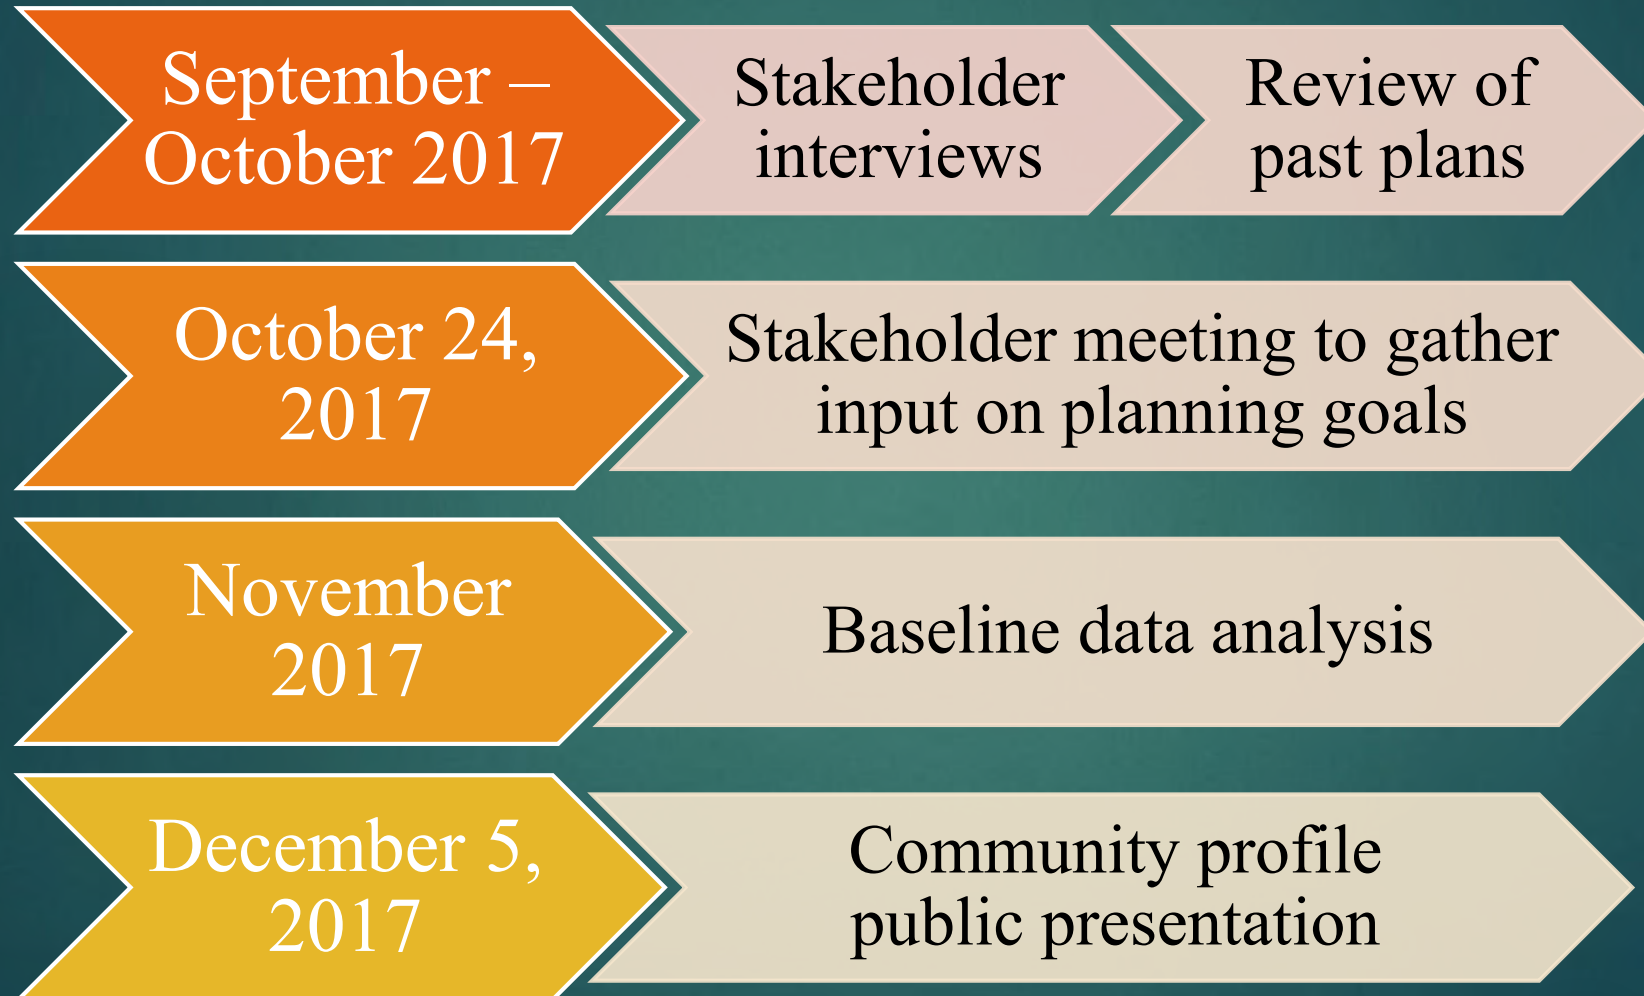 September –
October 2017
Stakeholder
interviews
Review of
past plans
October 24,
2017
Stakeholder meeting to gather
input on planning goals
November
2017
Baseline data analysis
December 5,
2017
Community profile
public presentation